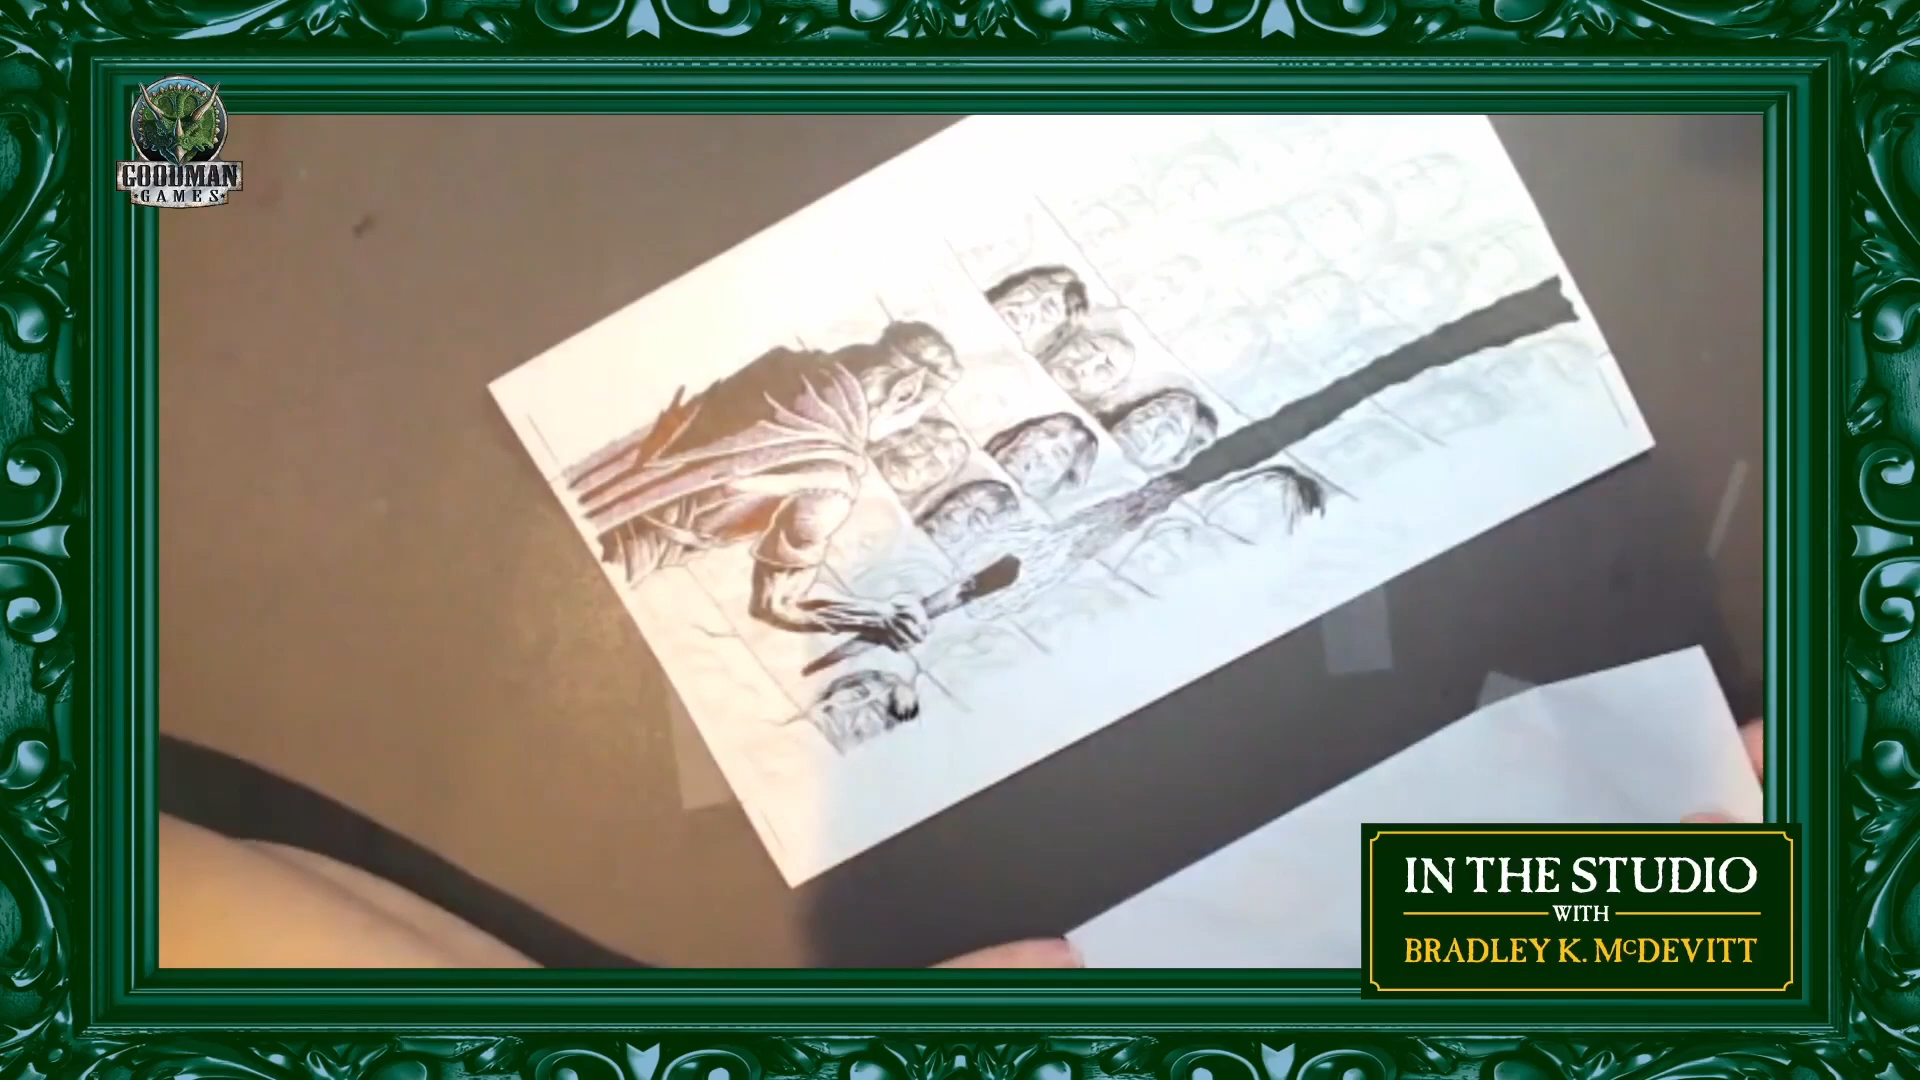 GOODMAN
GAMES
IN THE STUDIO
WITH
BRADLEY K. McDEVITT